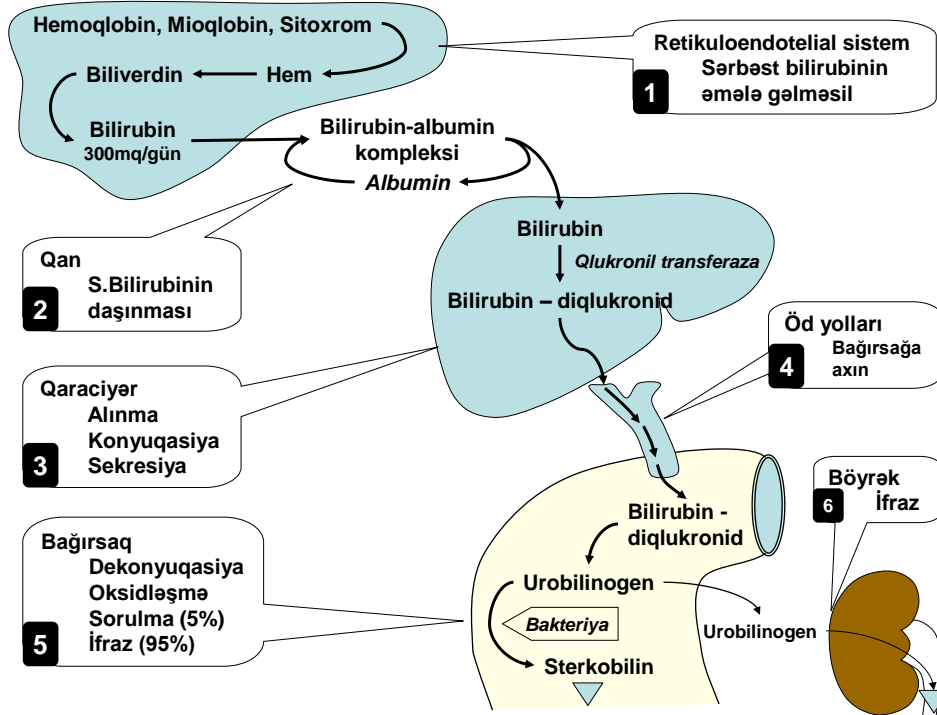 Hemoqlobin, Mioqlobin, Sitoxrom
Biliverdin
Hem
Bilirubin
300mq/gün
Retikuloendotelial sistem
Sərbəst bilirubinin
əmələ gəlməsil
1
Bilirubin-albumin
kompleksi
Albumin
Qan
S.Bilirubinin
daşınması
2
Bilirubin
Qlukronil transferaza
Bilirubin – diqlukronid
Qaraciyər
Alınma
Konyuqasiya
Sekresiya
3
Öd yolları
Bağırsağa
axın
4
Bağırsaq
Dekonyuqasiya
Oksidləşmə
Sorulma (5%)
İfraz (95%)
5
Bilirubin -
diqlukronid
Urobilinogen
Bakteriya
Sterkobilin
Urobilinogen
Böyrək
İfraz
6